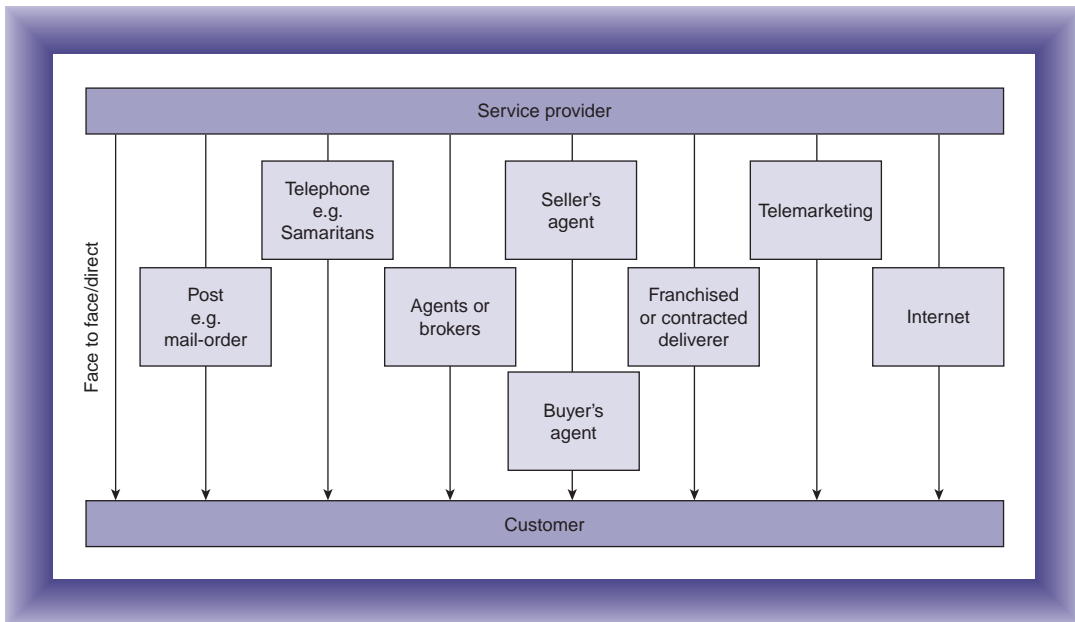 Service provider
Face to face/direct
Post
e.g.
mail-order
Telephone
e.g.
Samaritans
Agents or
brokers
Seller's
agent
Buyer's
agent
Franchised
or contracted
deliverer
Telemarketing
Internet
Customer